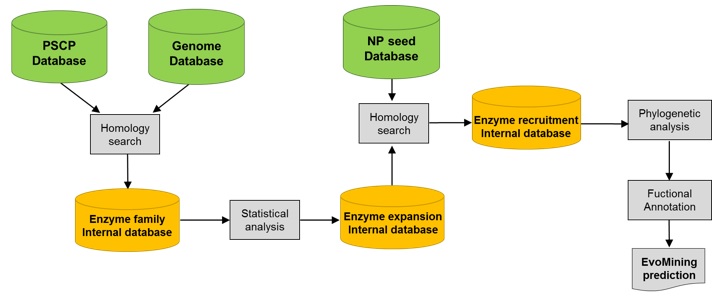 PSCP
Database
Genome
Database
NP seed
Database
Homology
search
Homology
search
Enzyme recruitment
Internal database
Phylogenetic
analysis
Enzyme family
Internal database
Statistical
analysis
Enzyme expansion
Internal database
Fuctional
Annotation
EvoMining
prediction